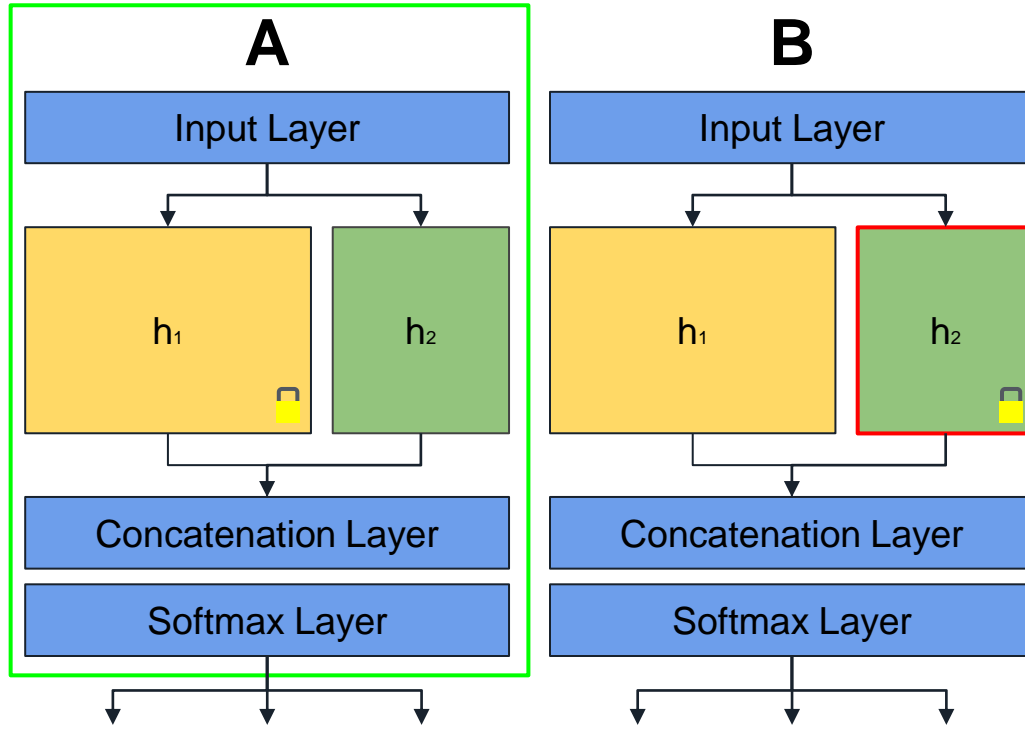 A
Input Layer
h₁
h₂
Concatenation Layer
Softmax Layer
B
Input Layer
h₁
h₂
Concatenation Layer
Softmax Layer